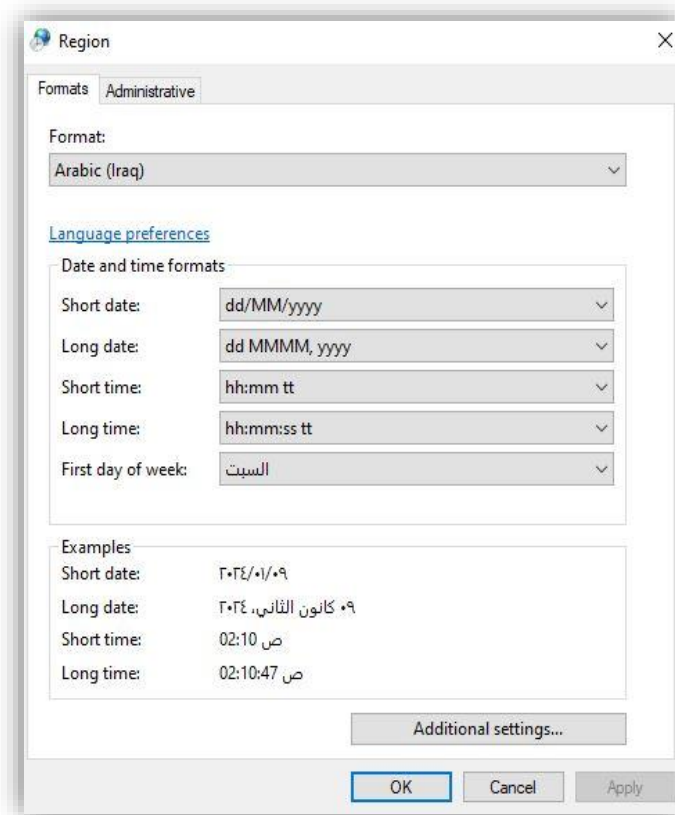 Region
Formats Administrative
Format:
Arabic (Iraq)
Language preferences
Date and time formats
Short date: dd/MM/yyyy
Long date: dd MMMM, yyyy
Short time: hh:mm tt
Long time: hh:mm:ss tt
First day of week: السبت
Examples
Short date: ٢٠٢٤/٠١/٠٩
Long date: ٠٩ كانون الثاني، ٢٠٢٤
Short time: 02:10 ص
Long time: 02:10:47 ص
Additional settings...
OK Cancel Apply